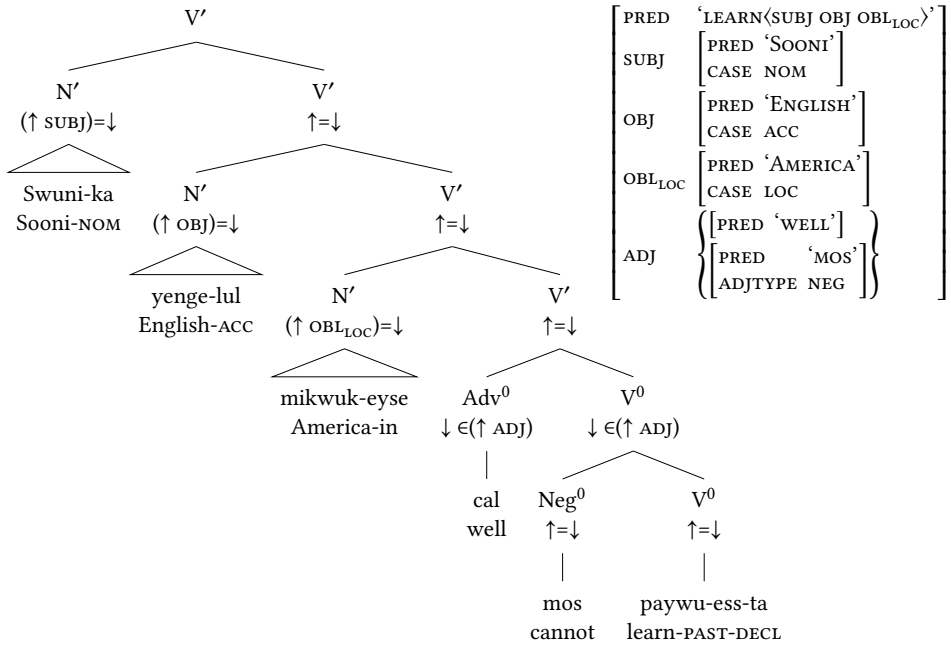 V′
N′ V′
(↑ SUBJ)=↓ ↑=↓
Swuni-ka
Sooni-NOM
N′ V′
(↑ OBJ)=↓ ↑=↓
yenge-lul
English-ACC
N′ V′
(↑ OBL_LOC)=↓ ↑=↓
mikwuk-eyse
America-in
Adv⁰ V⁰
↓∈(↑ ADJ) ↓∈(↑ ADJ)
cal
well
Neg⁰ V⁰
↑=↓ ↑=↓
mos paywu-ess-ta
cannot learn-PAST-DECL
PRED ‘LEARN⟨SUBJ OBJ OBL_LOC⟩’
SUBJ [PRED ‘SOONI’
CASE NOM]
OBJ [PRED ‘ENGLISH’
CASE ACC]
OBL_LOC [PRED ‘AMERICA’
CASE LOC]
ADJ {[PRED ‘WELL’]
[PRED ‘MOS’
ADJTYPE NEG]}